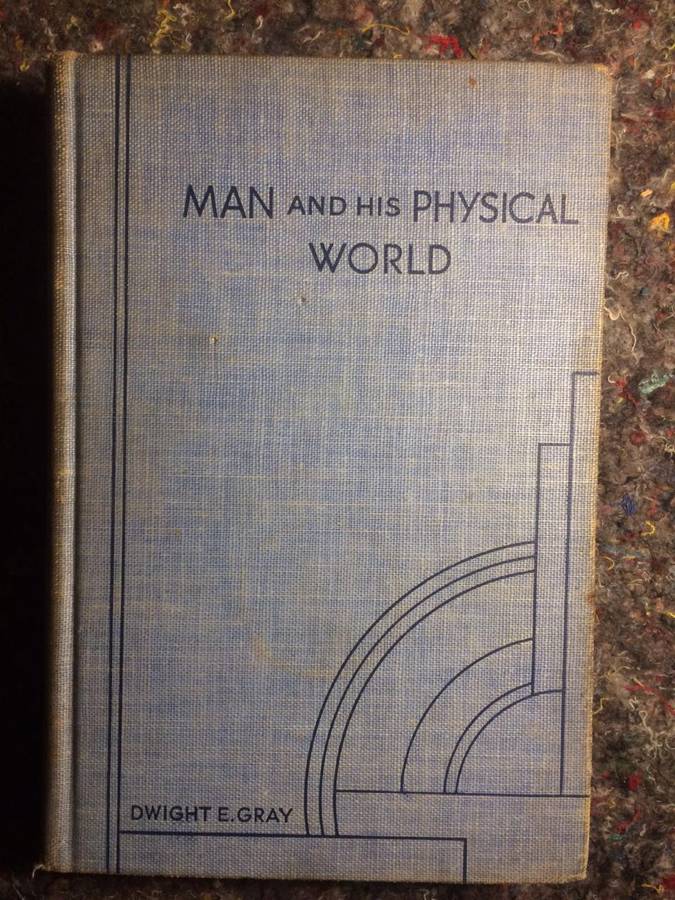 MAN AND HIS PHYSICAL
WORLD
DWIGHT E. GRAY